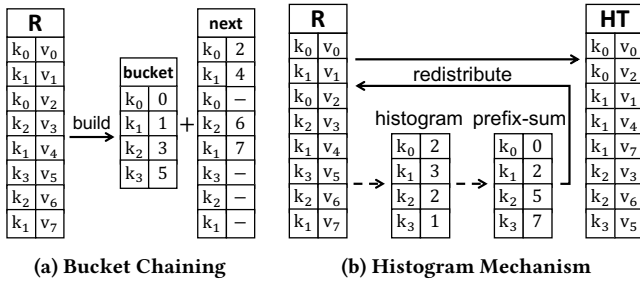 R
k0 v0
k1 v1
k0 v2
k2 v3
k1 v4
k3 v5
k2 v6
k1 v7
build
bucket
k0 0
k1 1
k2 3
k3 5
+
next
k0 2
k1 4
k0 –
k2 6
k1 7
k3 –
k2 –
k1 –
(a) Bucket Chaining
R
k0 v0
k1 v1
k0 v2
k2 v3
k1 v4
k3 v5
k2 v6
k1 v7
redistribute
histogram
k0 2
k1 3
k2 2
k3 1
prefix-sum
k0 0
k1 2
k2 5
k3 7
HT
k0 v0
k0 v2
k1 v1
k1 v4
k1 v7
k2 v3
k2 v6
k3 v5
(b) Histogram Mechanism